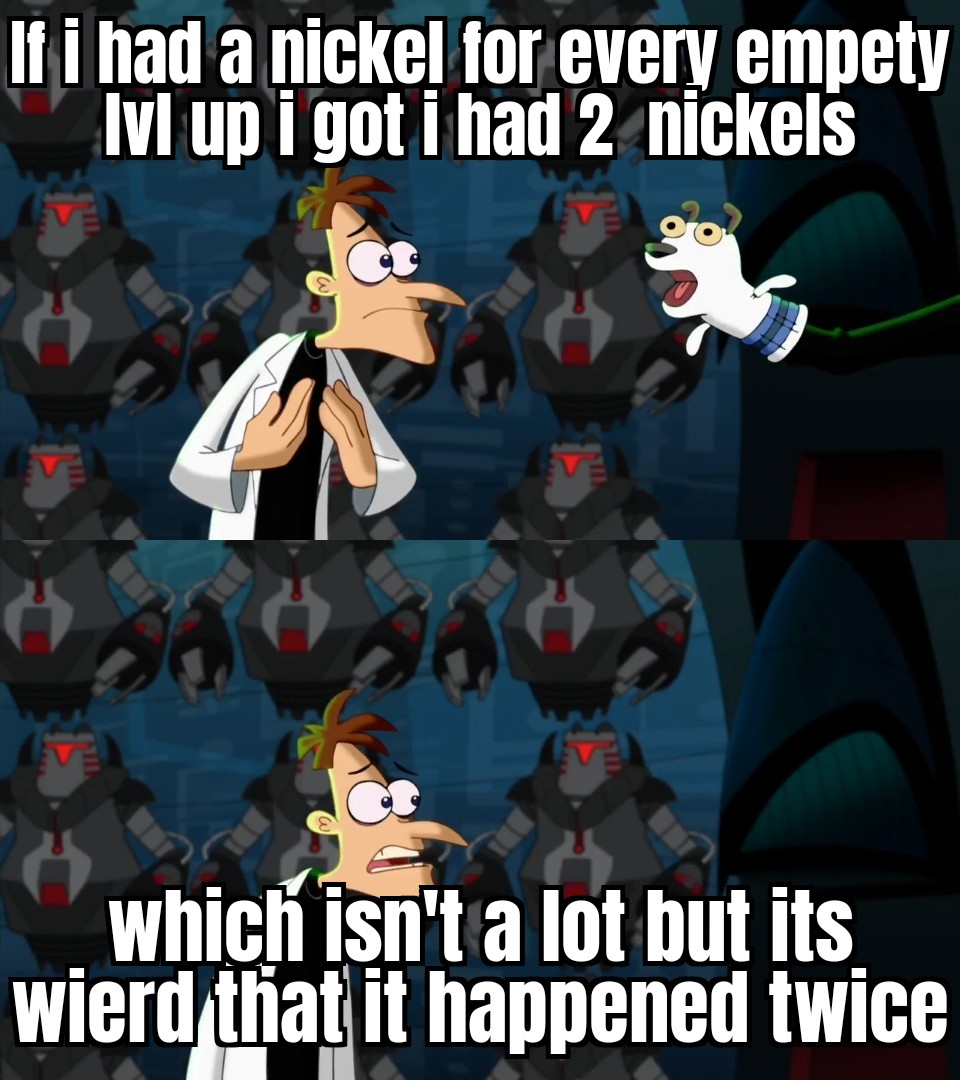 If i had a nickel for every empety
lvl up i got i had 2 nickels
which isn't a lot but its
wierd that it happened twice